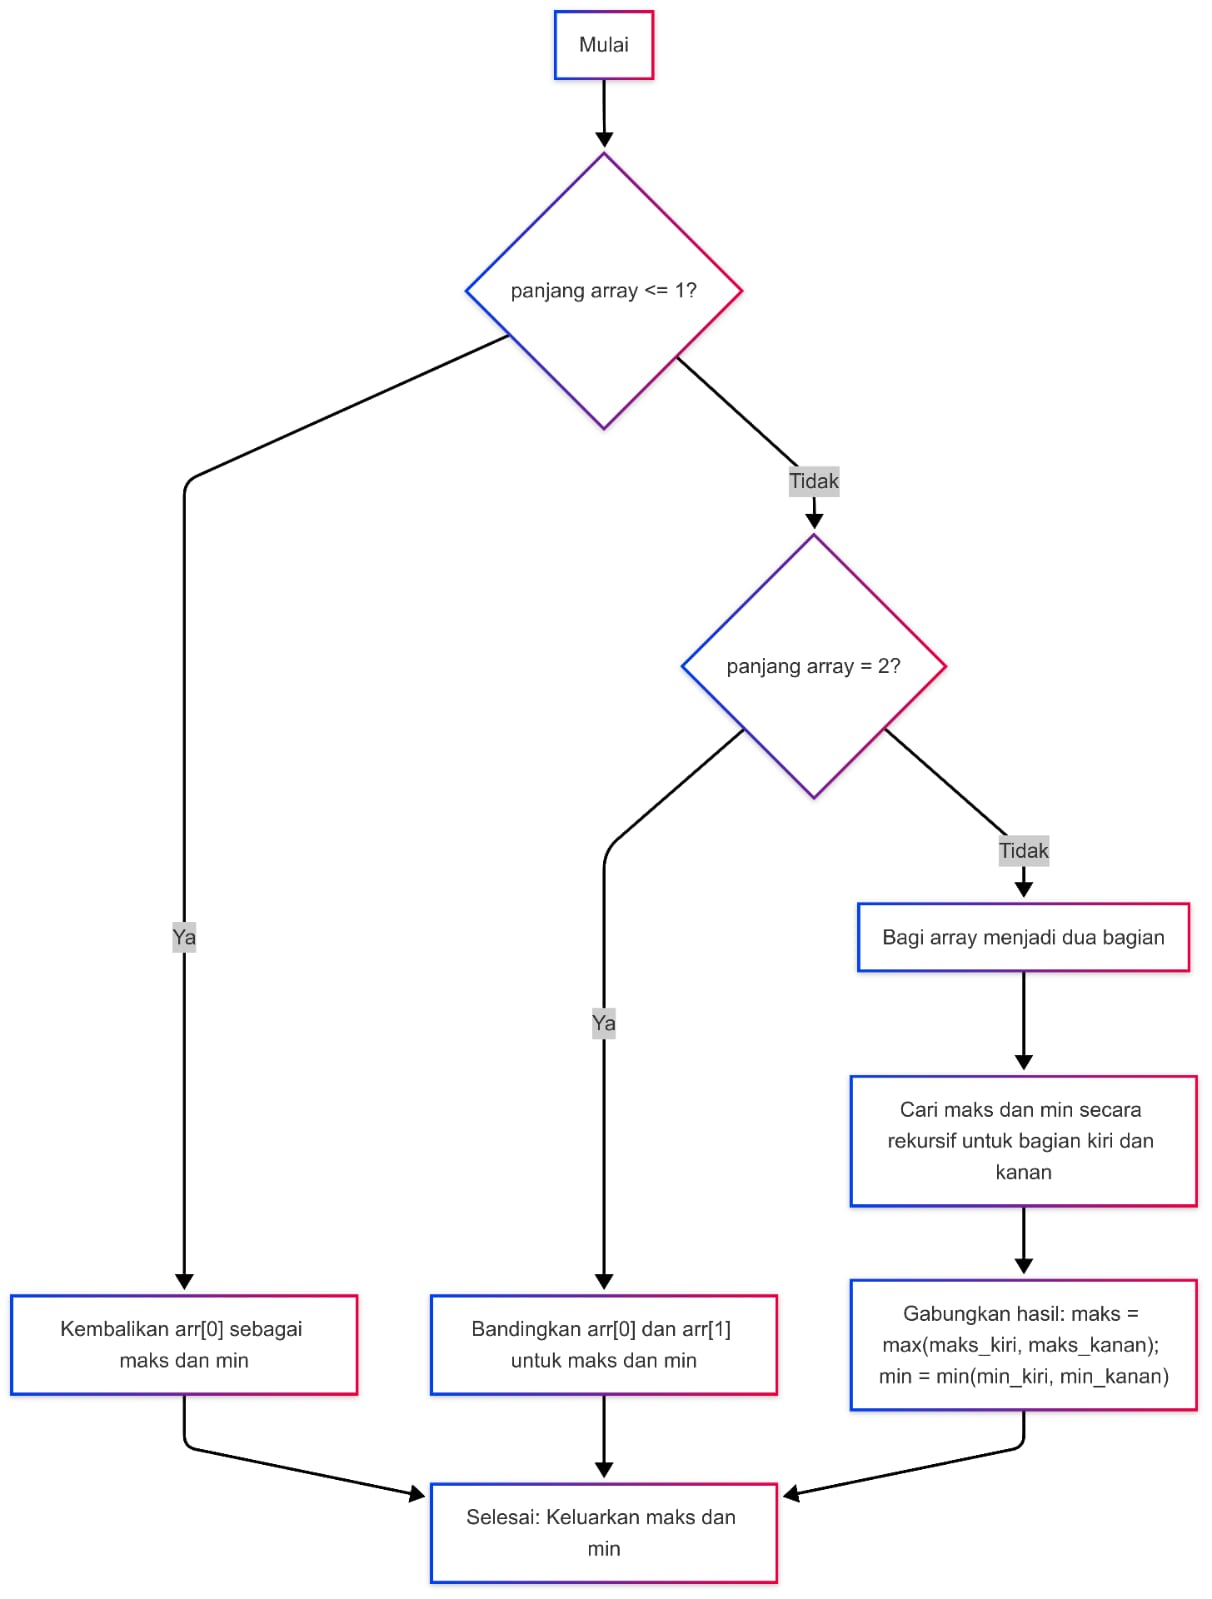 Mulai
panjang array <= 1?
Tidak
panjang array = 2?
Tidak
Ya
Bagi array menjadi dua bagian
Ya
Cari maks dan min secara
rekursif untuk bagian kiri dan
kanan
Kembalikan arr[0] sebagai
maks dan min
Bandingkan arr[0] dan arr[1]
untuk maks dan min
Gabungkan hasil: maks =
max(maks_kiri, maks_kanan);
min = min(min_kiri, min_kanan)
Selesai: Keluarkan maks dan
min